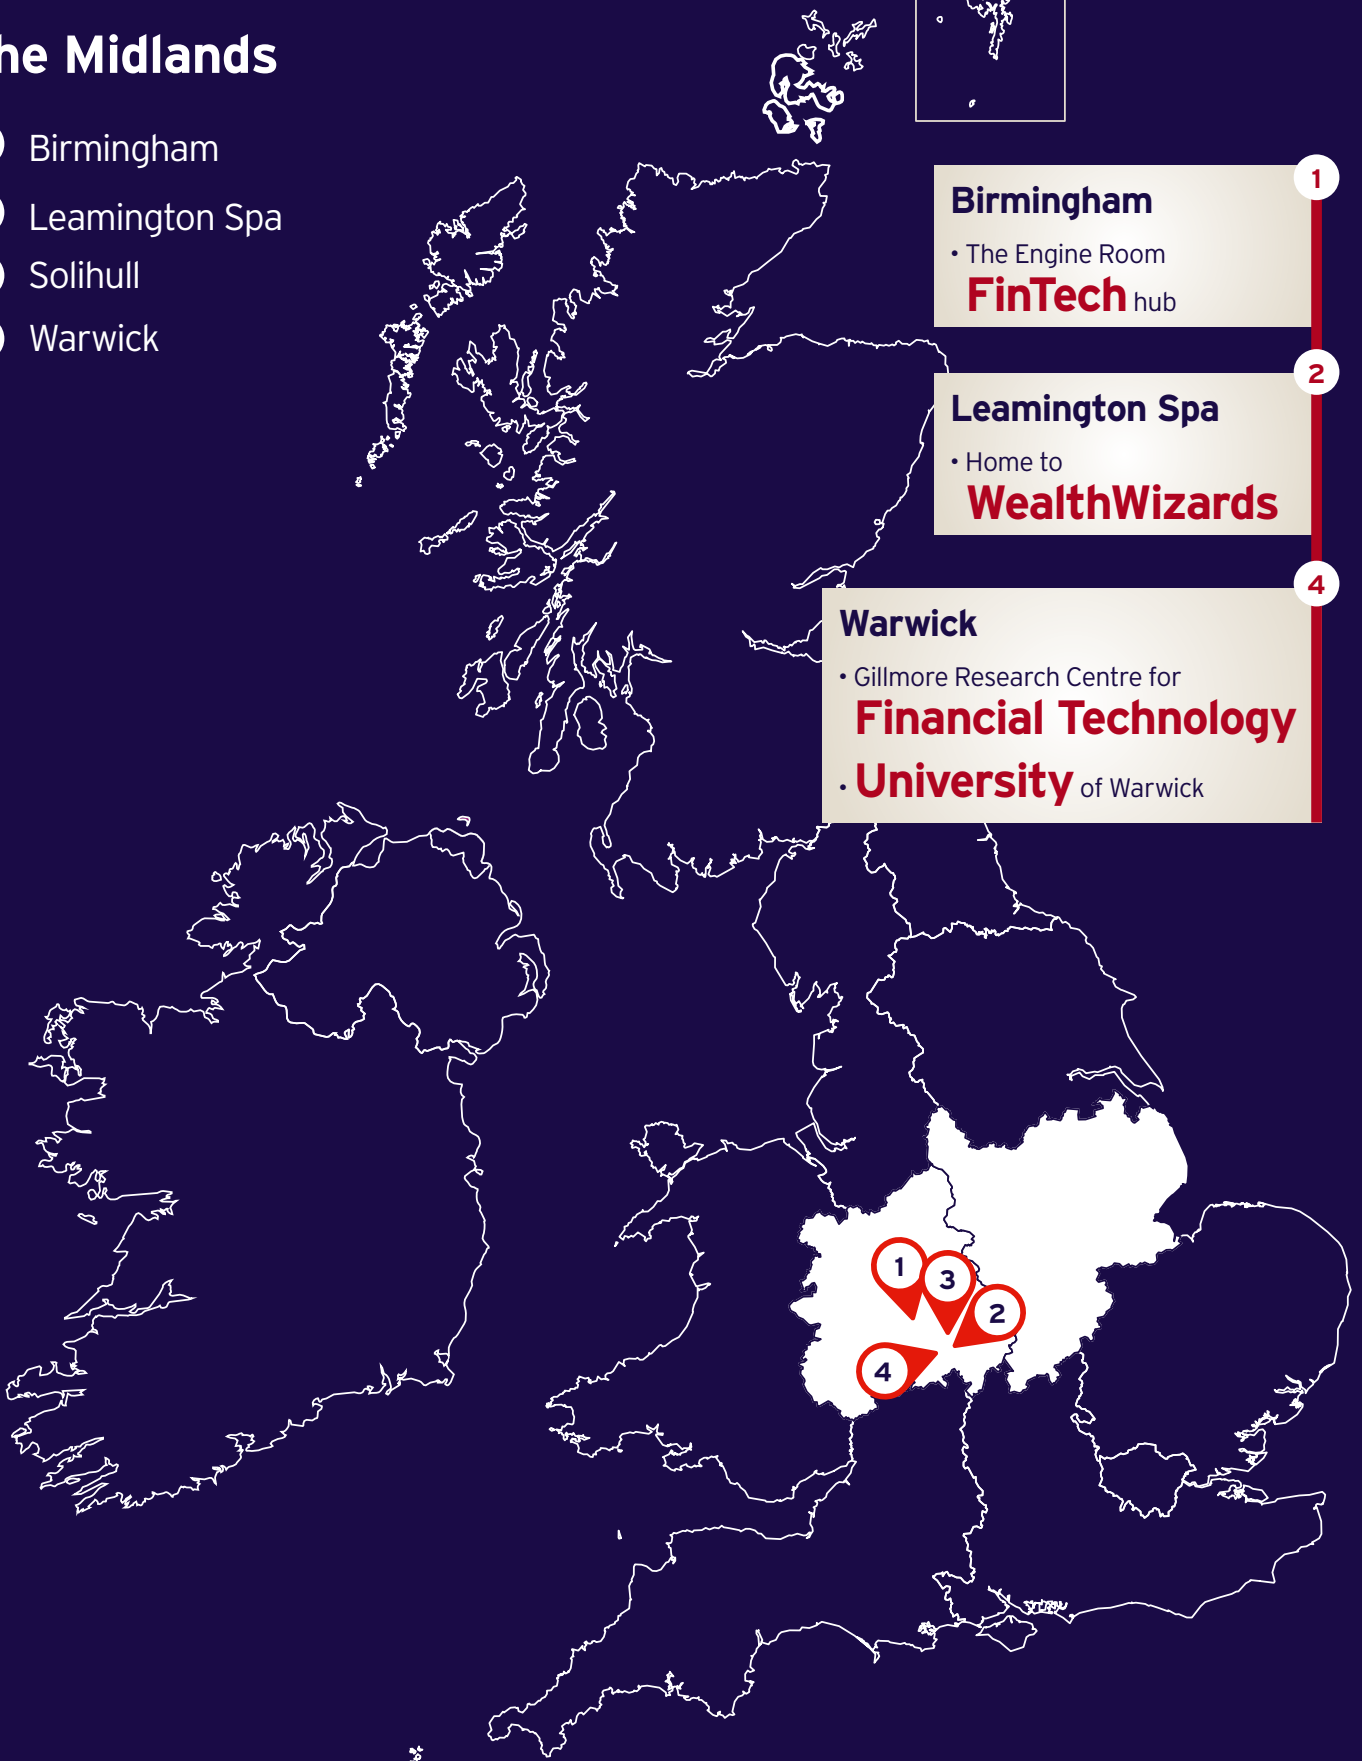 he Midlands
Birmingham
Leamington Spa
Solihull
Warwick
1
Birmingham
• The Engine Room
FinTech hub
2
Leamington Spa
• Home to
WealthWizards
4
Warwick
• Gillmore Research Centre for
Financial Technology
• University of Warwick
1
3
2
4